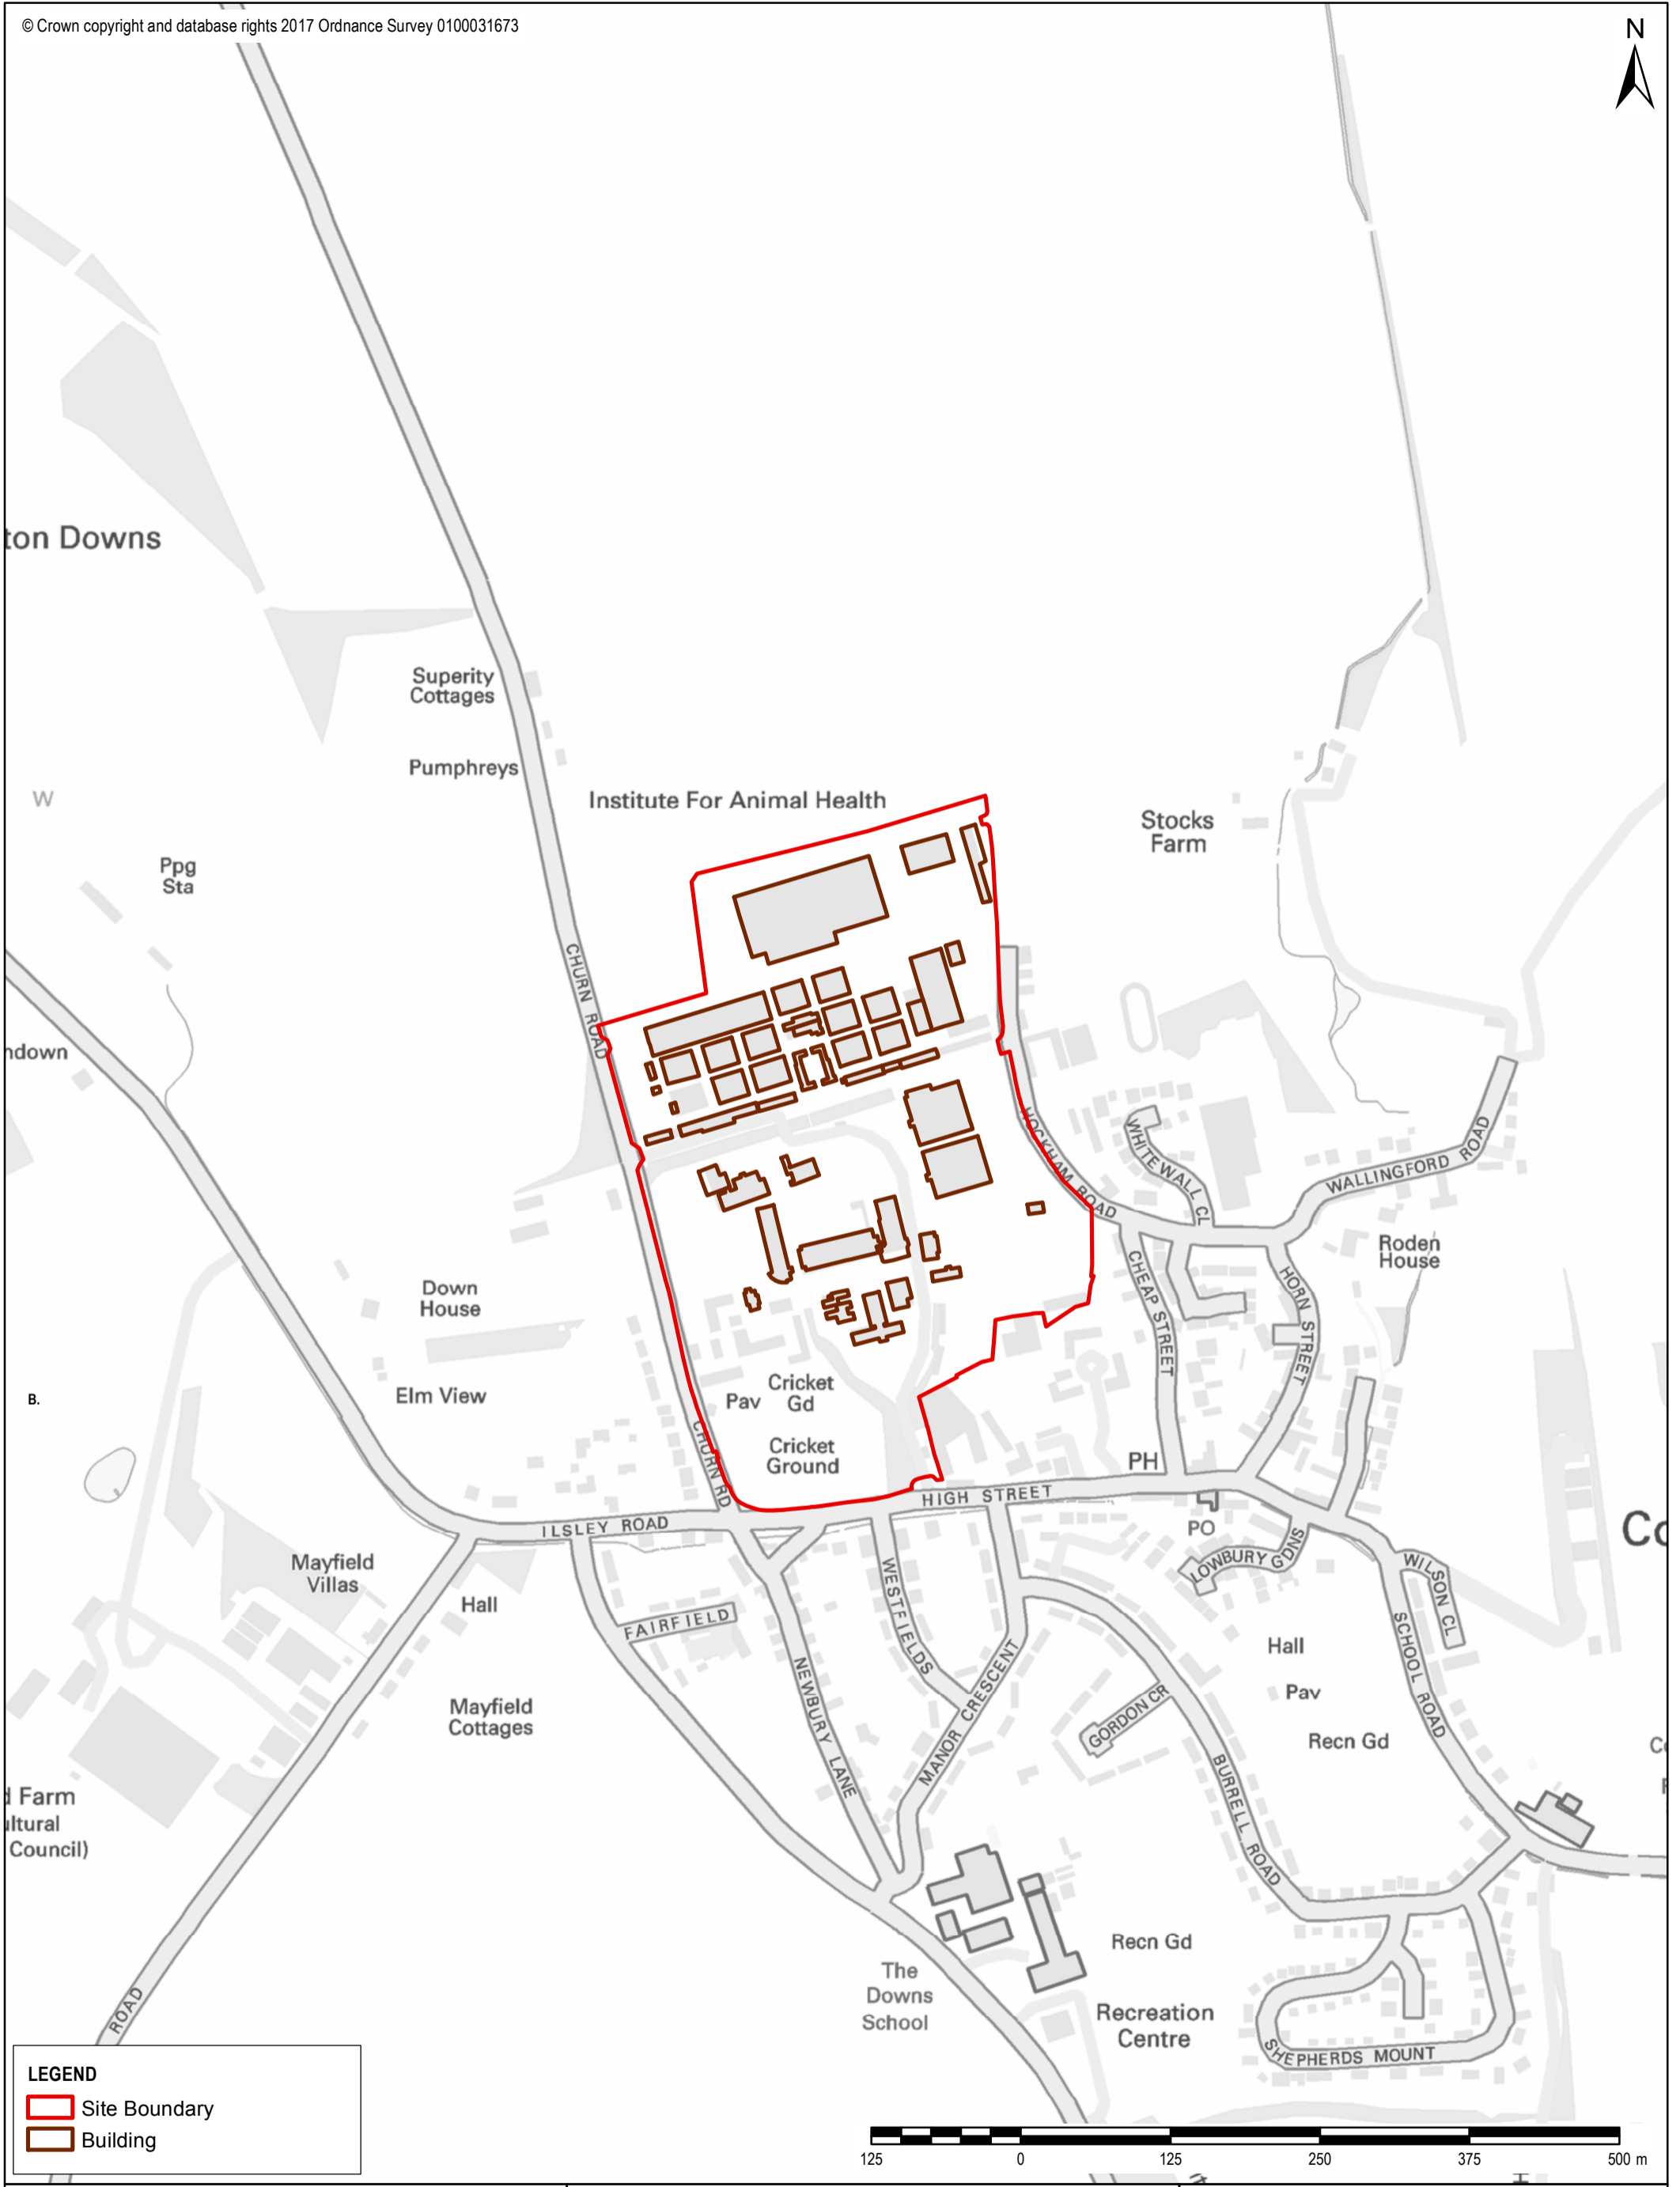 © Crown copyright and database rights 2017 Ordnance Survey 0100031673
N
ton Downs
Superity
Cottages
Pumphreys
W
Institute For Animal Health
Stocks
Farm
Ppg
Sta
CHURN ROAD
ndown
HOCKHAM ROAD
WHITEWALL CL
WALLINGFORD ROAD
Roden
House
Down
House
CHEAP STREET
HORN STREET
Elm View
B.
Cricket
Gd
Pav
Cricket
Ground
CHURN RD
PH
HIGH STREET
ILSLEY ROAD
PO
LOWBURY GDNS
Co
Mayfield
Villas
Hall
FAIRFIELD
WESTFIELDS
WILSON CL
SCHOOL ROAD
Hall
Pav
Recn Gd
NEWBURY LANE
MANOR CRESCENT
GORDON CR
Mayfield
Cottages
BURRELL ROAD
d Farm
ultural
Council)
Recn Gd
The
Downs
School
Recreation
Centre
SHEPHERDS MOUNT
ROAD
LEGEND
Site Boundary
Building
125 0 125 250 375 500 m